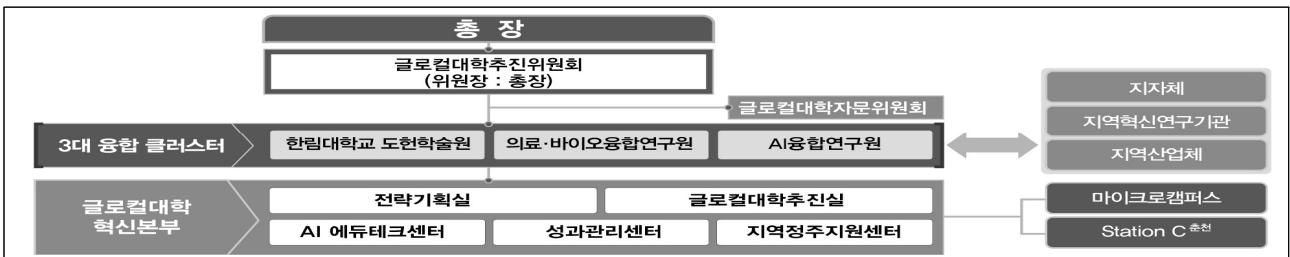 총 장
글로컬대학추진위원회
(위원장 : 총장)
글로컬대학자문위원회
3대 융합 클러스터
한림대학교 도헌학술원
의료·바이오융합연구원
AI융합연구원
지자체
지역혁신연구기관
지역산업체
글로컬대학
혁신본부
전략기획실
글로컬대학추진실
AI 에듀테크센터
성과관리센터
지역정주지원센터
마이크로캠퍼스
Station C 춘천